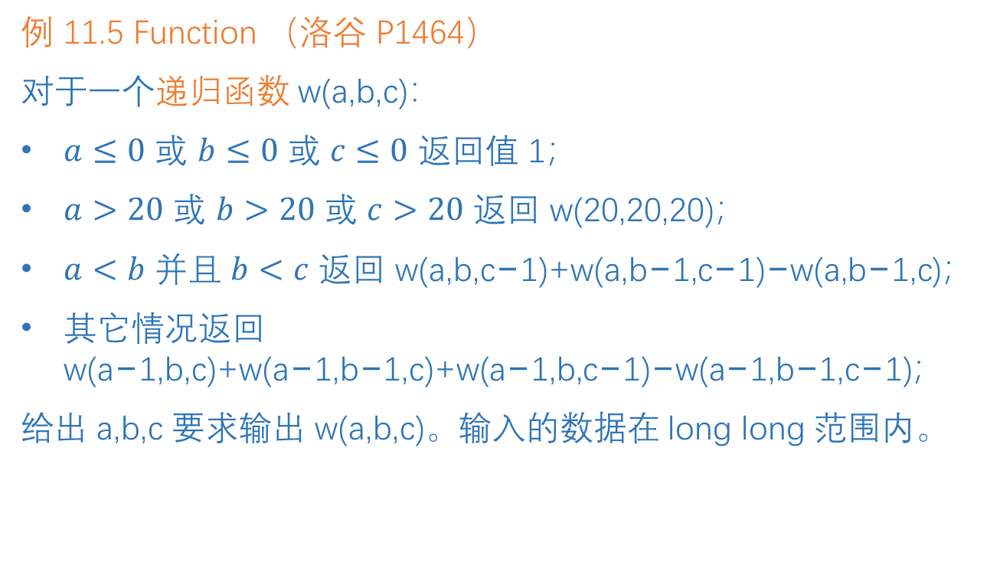 例 11.5 Function （洛谷 P1464）
对于一个递归函数 w(a,b,c)：
• a ≤ 0 或 b ≤ 0 或 c ≤ 0 返回值 1；
• a > 20 或 b > 20 或 c > 20 返回 w(20,20,20)；
• a < b 并且 b < c 返回 w(a,b,c−1)+w(a,b−1,c−1)−w(a,b−1,c)；
• 其它情况返回
w(a−1,b,c)+w(a−1,b−1,c)+w(a−1,b,c−1)−w(a−1,b−1,c−1)；
给出 a,b,c 要求输出 w(a,b,c)。输入的数据在 long long 范围内。